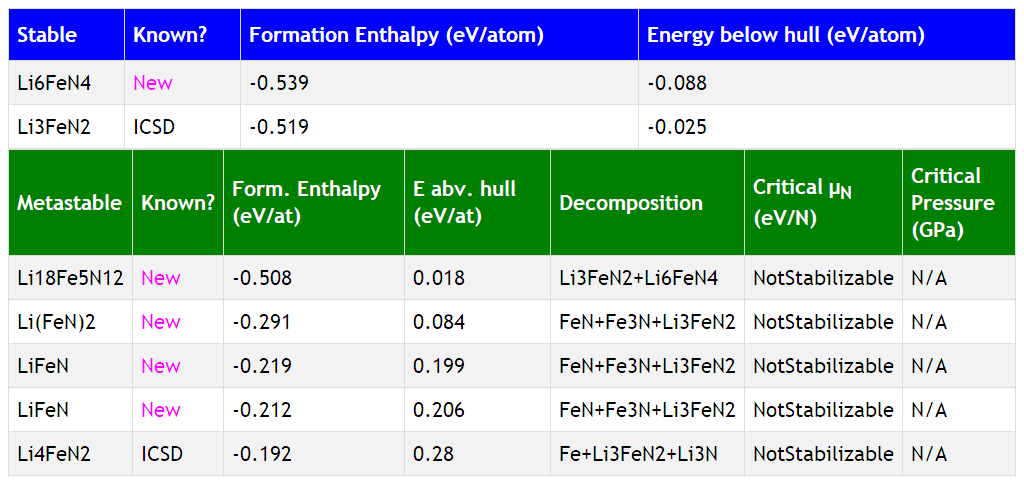 Stable Known? Formation Enthalpy (eV/atom) Energy below hull (eV/atom)
Li6FeN4 New -0.539 -0.088
Li3FeN2 ICSD -0.519 -0.025
Metastable Known? Form. Enthalpy (eV/at) E abv. hull (eV/at) Decomposition Critical μN (eV/N) Critical Pressure (GPa)
Li18Fe5N12 New -0.508 0.018 Li3FeN2+Li6FeN4 NotStabilizable N/A
Li(FeN)2 New -0.291 0.084 FeN+Fe3N+Li3FeN2 NotStabilizable N/A
LiFeN New -0.219 0.199 FeN+Fe3N+Li3FeN2 NotStabilizable N/A
LiFeN New -0.212 0.206 FeN+Fe3N+Li3FeN2 NotStabilizable N/A
Li4FeN2 ICSD -0.192 0.28 Fe+Li3FeN2+Li3N NotStabilizable N/A